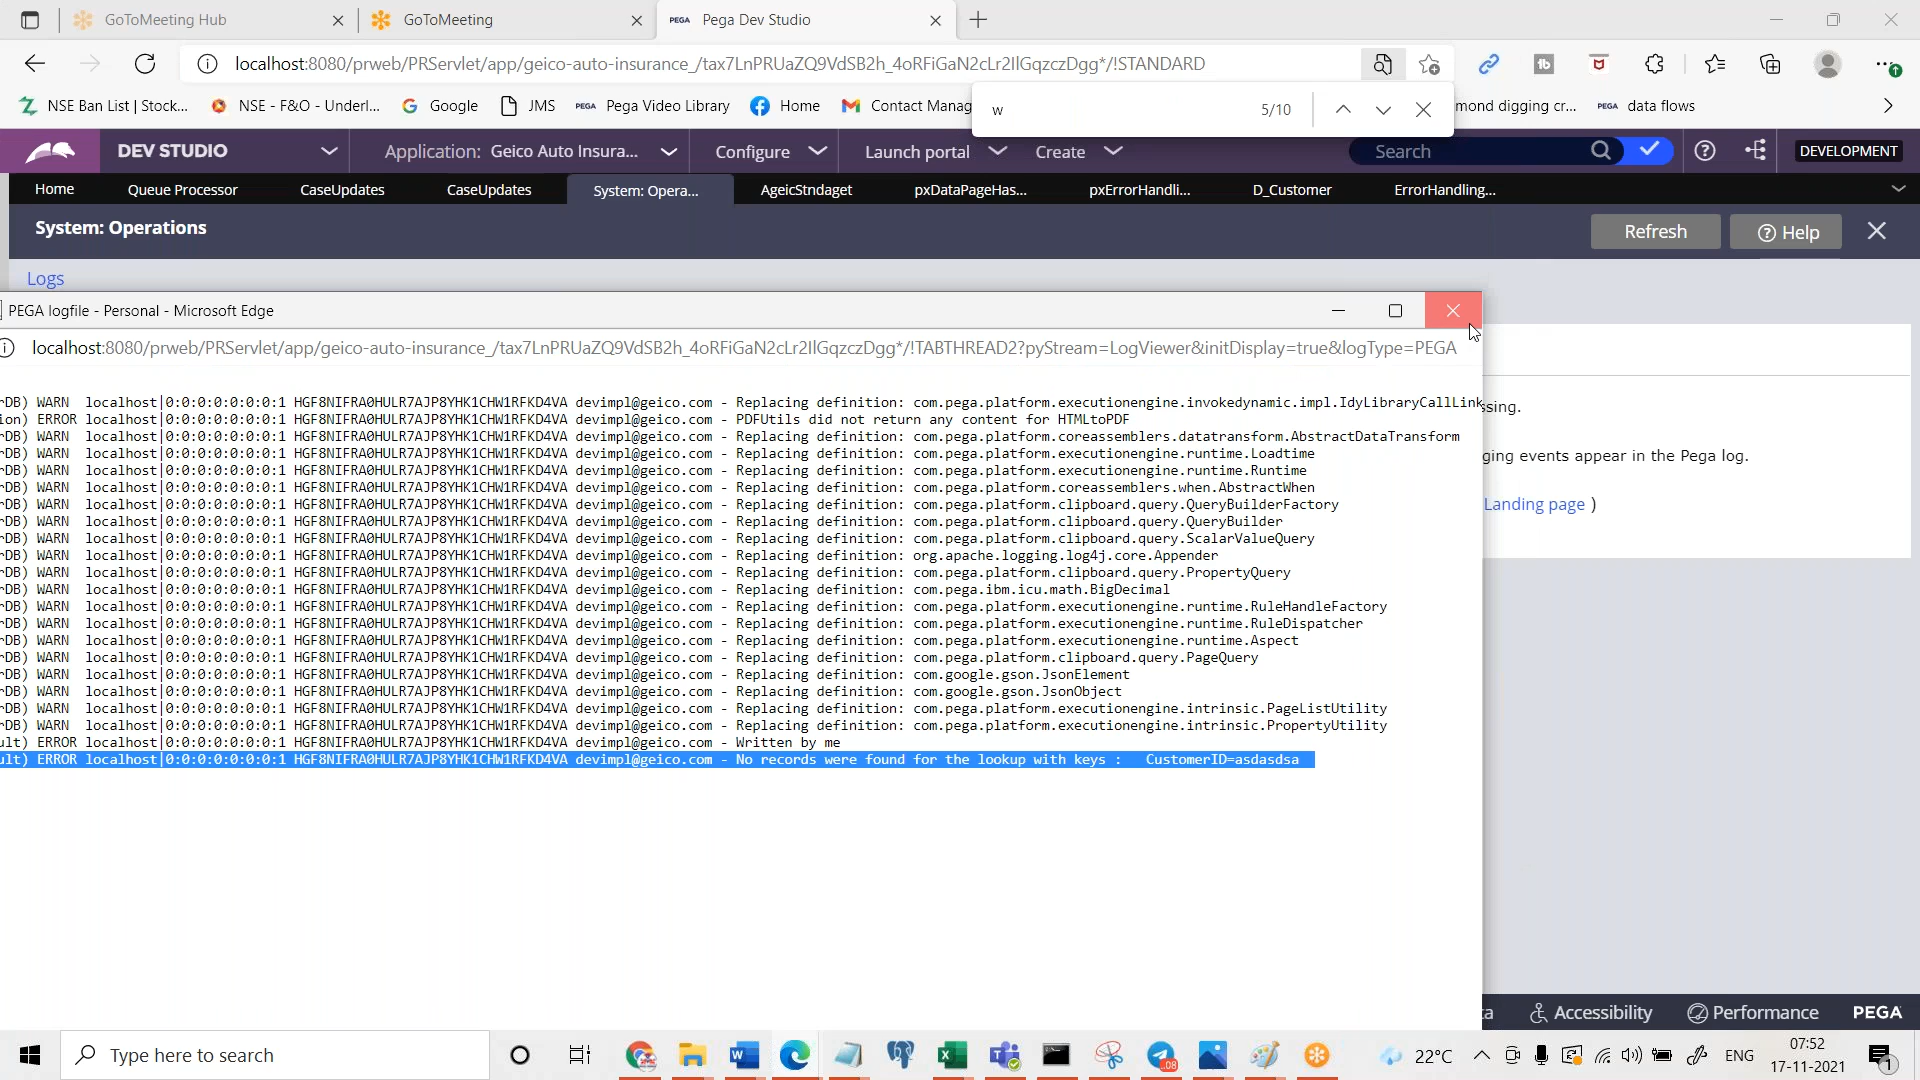 GoToMeeting Hub
GoToMeeting
PEGA Pega Dev Studio
localhost:8080/prweb/PRServlet/app/geico-auto-insurance_/tax7LnPRUaZQ9VdSB2h_4oRFiGaN2cLr2IlGqzczDgg*/!STANDARD
NSE Ban List | Stock...
NSE - F&O - Underl...
Google
JMS
PEGA Pega Video Library
Home
Contact Manag
w
5/10
mond digging cr...
PEGA data flows
DEV STUDIO
Application: Geico Auto Insura...
Configure
Launch portal
Create
Search
DEVELOPMENT
Home
Queue Processor
CaseUpdates
CaseUpdates
System: Opera...
AgeicStndaget
pxDataPageHas...
pxErrorHandli...
D_Customer
ErrorHandling...
System: Operations
Refresh
Help
Logs
PEGA logfile - Personal - Microsoft Edge
localhost:8080/prweb/PRServlet/app/geico-auto-insurance_/tax7LnPRUaZQ9VdSB2h_4oRFiGaN2cLr2IlGqzczDgg*/!TABTHREAD2?pyStream=LogViewer&initDisplay=true&logType=PEGA
rDB) WARN localhost|0:0:0:0:0:0:0:1 HGF8NIFRA0HULR7AJP8YHK1CHW1RFKD4VA devimpl@geico.com - Replacing definition: com.pega.platform.executionengine.invokedynamic.impl.IdyLibraryCallLink
ion) ERROR localhost|0:0:0:0:0:0:0:1 HGF8NIFRA0HULR7AJP8YHK1CHW1RFKD4VA devimpl@geico.com - PDFUtils did not return any content for HTMLtoPDF
rDB) WARN localhost|0:0:0:0:0:0:0:1 HGF8NIFRA0HULR7AJP8YHK1CHW1RFKD4VA devimpl@geico.com - Replacing definition: com.pega.platform.coreassemblers.datatransform.AbstractDataTransform
rDB) WARN localhost|0:0:0:0:0:0:0:1 HGF8NIFRA0HULR7AJP8YHK1CHW1RFKD4VA devimpl@geico.com - Replacing definition: com.pega.platform.executionengine.runtime.Loadtime
rDB) WARN localhost|0:0:0:0:0:0:0:1 HGF8NIFRA0HULR7AJP8YHK1CHW1RFKD4VA devimpl@geico.com - Replacing definition: com.pega.platform.executionengine.runtime.Runtime
rDB) WARN localhost|0:0:0:0:0:0:0:1 HGF8NIFRA0HULR7AJP8YHK1CHW1RFKD4VA devimpl@geico.com - Replacing definition: com.pega.platform.coreassemblers.when.AbstractWhen
rDB) WARN localhost|0:0:0:0:0:0:0:1 HGF8NIFRA0HULR7AJP8YHK1CHW1RFKD4VA devimpl@geico.com - Replacing definition: com.pega.platform.clipboard.query.QueryBuilderFactory
rDB) WARN localhost|0:0:0:0:0:0:0:1 HGF8NIFRA0HULR7AJP8YHK1CHW1RFKD4VA devimpl@geico.com - Replacing definition: com.pega.platform.clipboard.query.QueryBuilder
rDB) WARN localhost|0:0:0:0:0:0:0:1 HGF8NIFRA0HULR7AJP8YHK1CHW1RFKD4VA devimpl@geico.com - Replacing definition: com.pega.platform.clipboard.query.ScalarValueQuery
rDB) WARN localhost|0:0:0:0:0:0:0:1 HGF8NIFRA0HULR7AJP8YHK1CHW1RFKD4VA devimpl@geico.com - Replacing definition: org.apache.logging.log4j.core.Appender
rDB) WARN localhost|0:0:0:0:0:0:0:1 HGF8NIFRA0HULR7AJP8YHK1CHW1RFKD4VA devimpl@geico.com - Replacing definition: com.pega.platform.clipboard.query.PropertyQuery
rDB) WARN localhost|0:0:0:0:0:0:0:1 HGF8NIFRA0HULR7AJP8YHK1CHW1RFKD4VA devimpl@geico.com - Replacing definition: com.pega.ibm.icu.math.BigDecimal
rDB) WARN localhost|0:0:0:0:0:0:0:1 HGF8NIFRA0HULR7AJP8YHK1CHW1RFKD4VA devimpl@geico.com - Replacing definition: com.pega.platform.executionengine.runtime.RuleHandleFactory
rDB) WARN localhost|0:0:0:0:0:0:0:1 HGF8NIFRA0HULR7AJP8YHK1CHW1RFKD4VA devimpl@geico.com - Replacing definition: com.pega.platform.executionengine.runtime.RuleDispatcher
rDB) WARN localhost|0:0:0:0:0:0:0:1 HGF8NIFRA0HULR7AJP8YHK1CHW1RFKD4VA devimpl@geico.com - Replacing definition: com.pega.platform.executionengine.runtime.Aspect
rDB) WARN localhost|0:0:0:0:0:0:0:1 HGF8NIFRA0HULR7AJP8YHK1CHW1RFKD4VA devimpl@geico.com - Replacing definition: com.pega.platform.clipboard.query.PageQuery
rDB) WARN localhost|0:0:0:0:0:0:0:1 HGF8NIFRA0HULR7AJP8YHK1CHW1RFKD4VA devimpl@geico.com - Replacing definition: com.google.gson.JsonElement
rDB) WARN localhost|0:0:0:0:0:0:0:1 HGF8NIFRA0HULR7AJP8YHK1CHW1RFKD4VA devimpl@geico.com - Replacing definition: com.google.gson.JsonObject
rDB) WARN localhost|0:0:0:0:0:0:0:1 HGF8NIFRA0HULR7AJP8YHK1CHW1RFKD4VA devimpl@geico.com - Replacing definition: com.pega.platform.executionengine.intrinsic.PageListUtility
rDB) WARN localhost|0:0:0:0:0:0:0:1 HGF8NIFRA0HULR7AJP8YHK1CHW1RFKD4VA devimpl@geico.com - Replacing definition: com.pega.platform.executionengine.intrinsic.PropertyUtility
ult) ERROR localhost|0:0:0:0:0:0:0:1 HGF8NIFRA0HULR7AJP8YHK1CHW1RFKD4VA devimpl@geico.com - Written by me
ult) ERROR localhost|0:0:0:0:0:0:0:1 HGF8NIFRA0HULR7AJP8YHK1CHW1RFKD4VA devimpl@geico.com - No records were found for the lookup with keys : CustomerID=asdasdsa
ssing.
ging events appear in the Pega log.
Landing page )
ta
Accessibility
Performance
PEGA
Type here to search
.08
22°C
ENG
07:52
17-11-2021
1